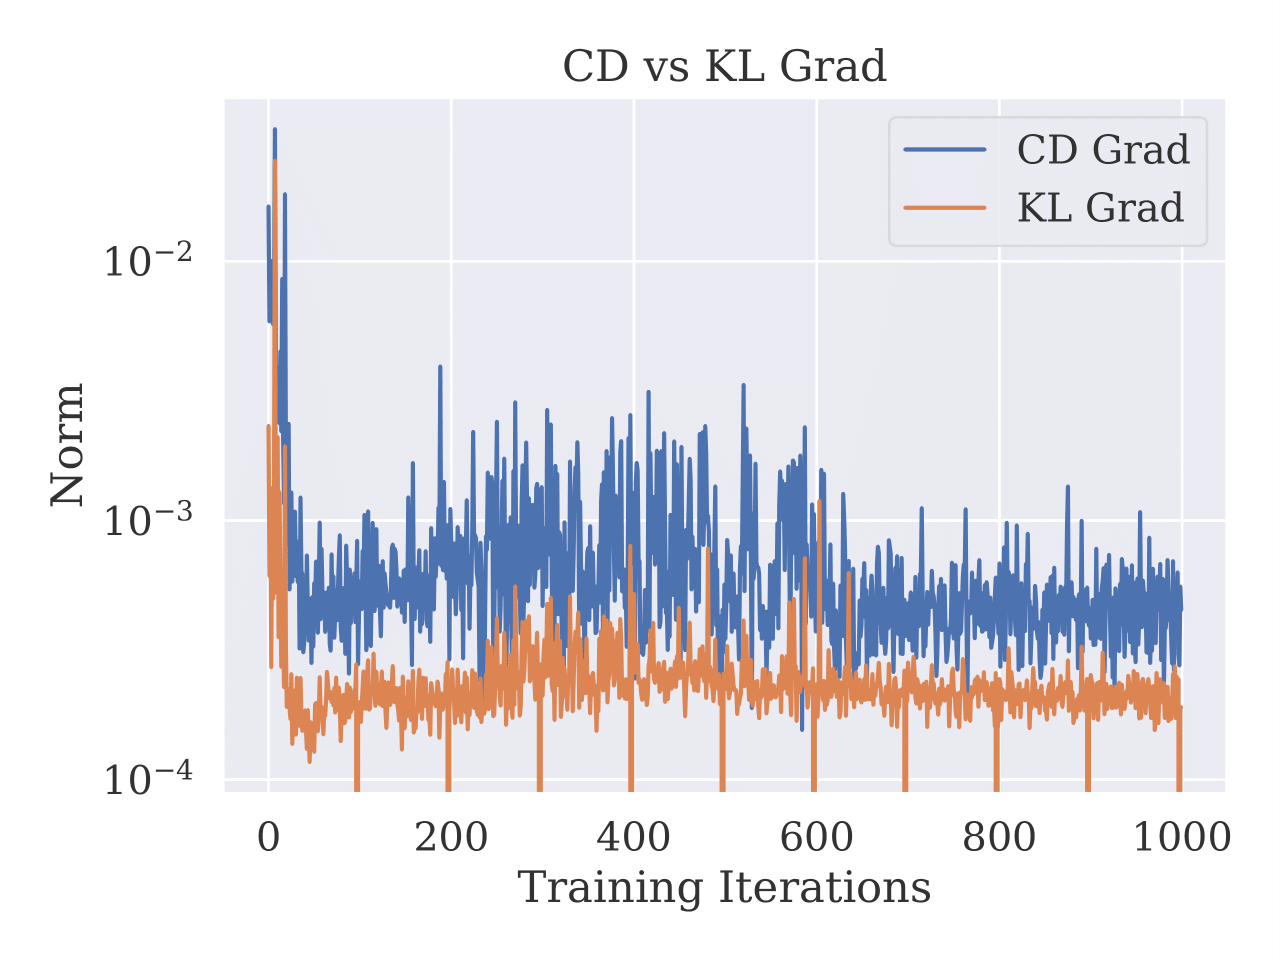 CD vs KL Grad
CD Grad
KL Grad
Norm
10⁻²
10⁻³
10⁻⁴
0 200 400 600 800 1000
Training Iterations